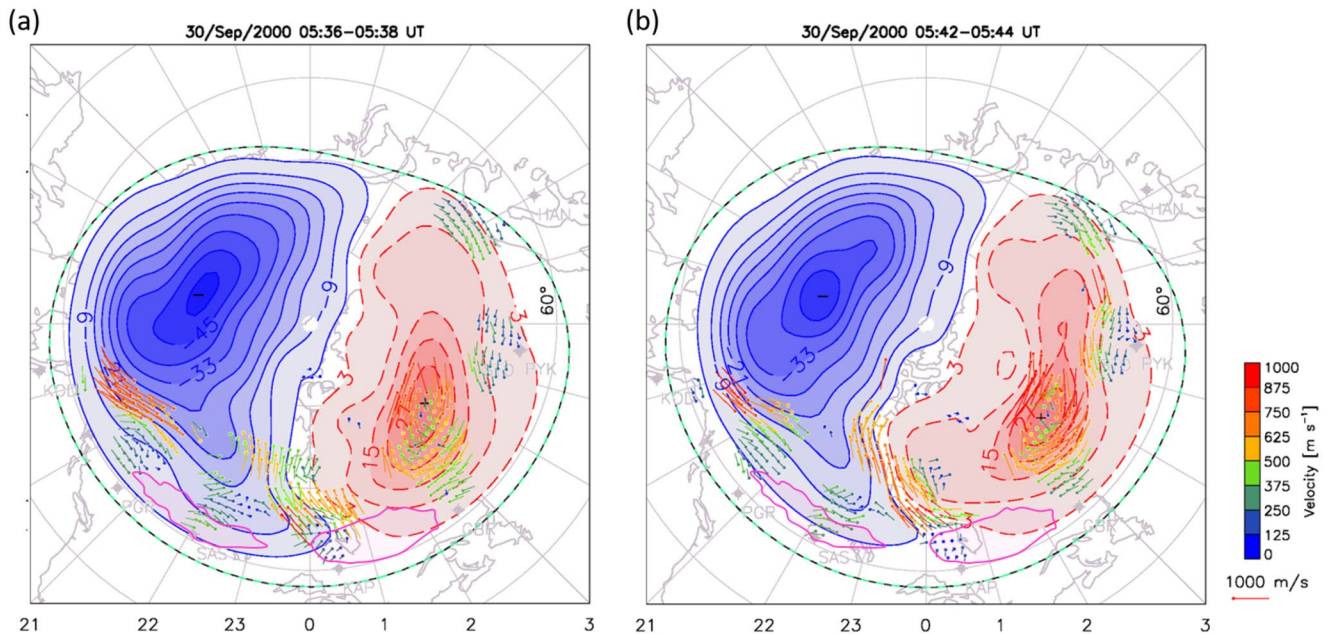 (a)
30/Sep/2000 05:36−05:38 UT
−9
−9
−45
−33
3
3
21
15
60°
HAN
PYK
KOD
PGR
SAS
KAP
GBR
21 22 23 0 1 2 3
(b)
30/Sep/2000 05:42−05:44 UT
−9
−33
3
3
15
60°
HAN
PYK
KOD
PGR
SAS
KAP
GBR
21 22 23 0 1 2 3
1000
875
750
625
500
375
250
125
0
Velocity [m s⁻¹]
1000 m/s